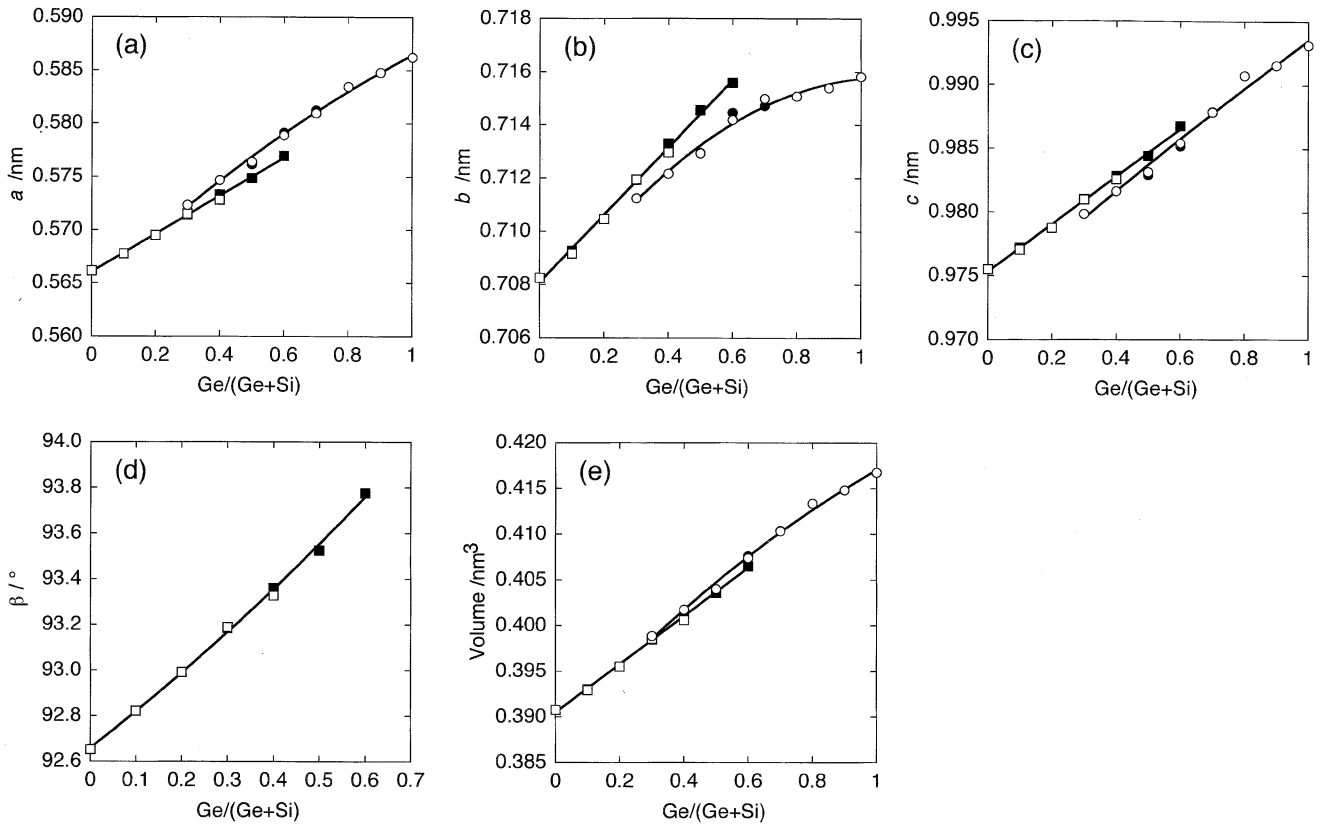 (a)
a /nm
0.590
0.585
0.580
0.575
0.570
0.565
0.560
0 0.2 0.4 0.6 0.8 1
Ge/(Ge+Si)
(b)
b /nm
0.718
0.716
0.714
0.712
0.710
0.708
0.706
0 0.2 0.4 0.6 0.8 1
Ge/(Ge+Si)
(c)
c /nm
0.995
0.990
0.985
0.980
0.975
0.970
0 0.2 0.4 0.6 0.8 1
Ge/(Ge+Si)
(d)
β / °
94.0
93.8
93.6
93.4
93.2
93.0
92.8
92.6
0 0.1 0.2 0.3 0.4 0.5 0.6 0.7
Ge/(Ge+Si)
(e)
Volume /nm³
0.420
0.415
0.410
0.405
0.400
0.395
0.390
0.385
0 0.2 0.4 0.6 0.8 1
Ge/(Ge+Si)